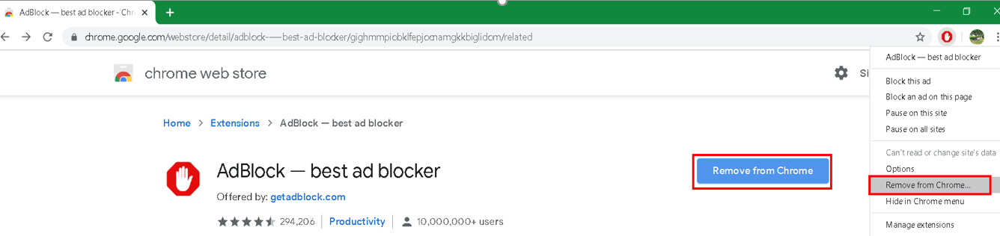 AdBlock — best ad blocker - Chr
chrome.google.com/webstore/detail/adblock-—best-ad-blocker/gighmmpiobklfepjocnamgkkbiglidom/related
chrome web store
Si
Home > Extensions > AdBlock — best ad blocker
AdBlock — best ad blocker
Offered by: getadblock.com
294,206 | Productivity | 10,000,000+ users
Remove from Chrome
AdBlock — best ad blocker
Block this ad
Block an ad on this page
Pause on this site
Pause on all sites
Can't read or change site's data
Options
Remove from Chrome...
Hide in Chrome menu
Manage extensions